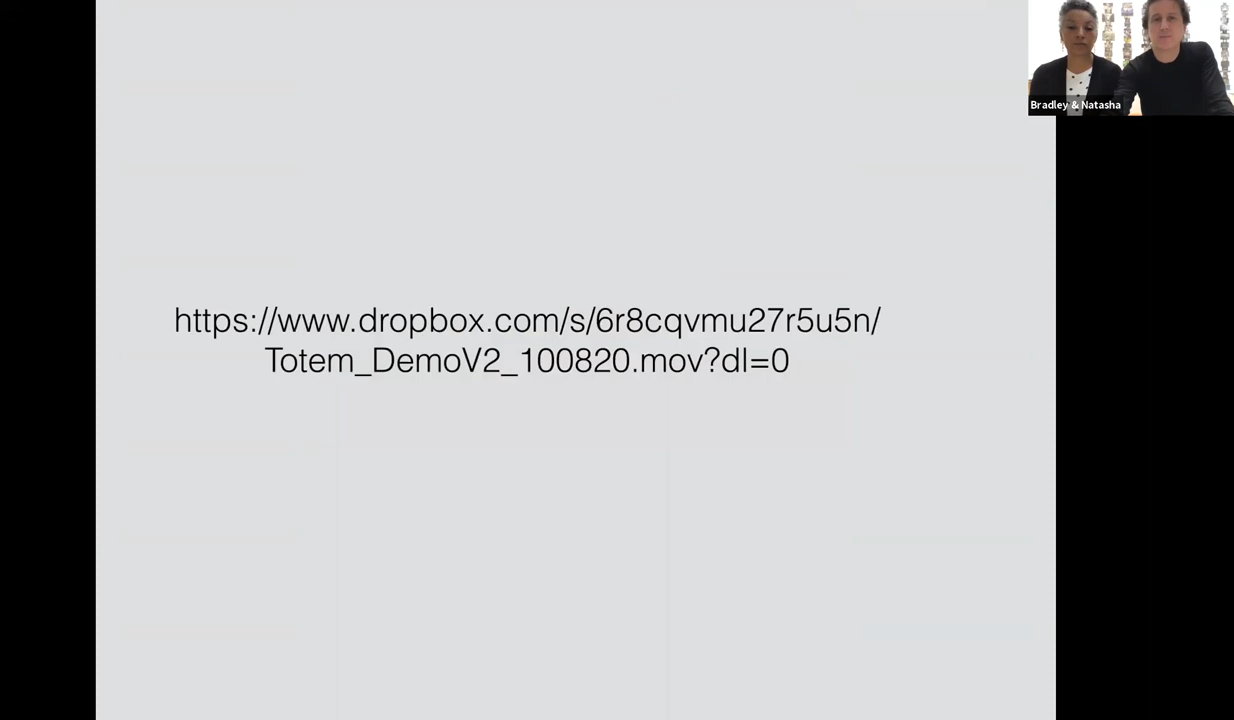 Bradley & Natasha
https://www.dropbox.com/s/6r8cqvmu27r5u5n/
Totem_DemoV2_100820.mov?dl=0